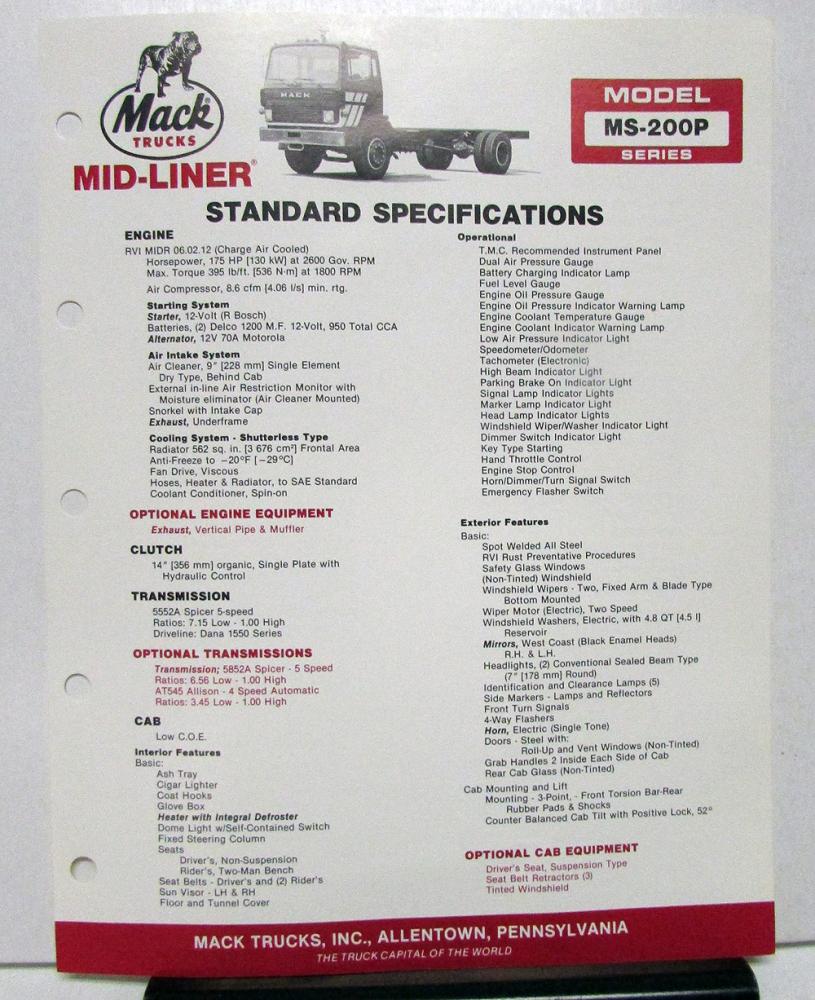 Mack®
TRUCKS
MID-LINER®
MACK
MODEL
MS-200P
SERIES
STANDARD SPECIFICATIONS
ENGINE
RVI MIDR 06.02.12 (Charge Air Cooled)
Horsepower, 175 HP [130 kW] at 2600 Gov. RPM
Max. Torque 395 lb/ft. [536 N·m] at 1800 RPM
Air Compressor, 8.6 cfm [4.06 l/s] min. rtg.
Starting System
Starter, 12-Volt (R Bosch)
Batteries, (2) Delco 1200 M.F. 12-Volt, 950 Total CCA
Alternator, 12V 70A Motorola
Air Intake System
Air Cleaner, 9" [228 mm] Single Element
Dry Type, Behind Cab
External in-line Air Restriction Monitor with
Moisture eliminator (Air Cleaner Mounted)
Snorkel with Intake Cap
Exhaust, Underframe
Cooling System - Shutterless Type
Radiator 562 sq. in. [3 676 cm²] Frontal Area
Anti-Freeze to −20°F [−29°C]
Fan Drive, Viscous
Hoses, Heater & Radiator, to SAE Standard
Coolant Conditioner, Spin-on
OPTIONAL ENGINE EQUIPMENT
Exhaust, Vertical Pipe & Muffler
CLUTCH
14" [356 mm] organic, Single Plate with
Hydraulic Control
TRANSMISSION
5552A Spicer 5-speed
Ratios: 7.15 Low - 1.00 High
Driveline: Dana 1550 Series
OPTIONAL TRANSMISSIONS
Transmission; 5852A Spicer - 5 Speed
Ratios: 6.56 Low - 1.00 High
AT545 Allison - 4 Speed Automatic
Ratios: 3.45 Low - 1.00 High
CAB
Low C.O.E.
Interior Features
Basic:
Ash Tray
Cigar Lighter
Coat Hooks
Glove Box
Heater with Integral Defroster
Dome Light w/Self-Contained Switch
Fixed Steering Column
Seats
Driver's, Non-Suspension
Rider's, Two-Man Bench
Seat Belts - Driver's and (2) Rider's
Sun Visor - LH & RH
Floor and Tunnel Cover
Operational
T.M.C. Recommended Instrument Panel
Dual Air Pressure Gauge
Battery Charging Indicator Lamp
Fuel Level Gauge
Engine Oil Pressure Gauge
Engine Oil Pressure Indicator Warning Lamp
Engine Coolant Temperature Gauge
Engine Coolant Indicator Warning Lamp
Low Air Pressure Indicator Light
Speedometer/Odometer
Tachometer (Electronic)
High Beam Indicator Light
Parking Brake On Indicator Light
Signal Lamp Indicator Lights
Marker Lamp Indicator Light
Head Lamp Indicator Lights
Windshield Wiper/Washer Indicator Light
Dimmer Switch Indicator Light
Key Type Starting
Hand Throttle Control
Engine Stop Control
Horn/Dimmer/Turn Signal Switch
Emergency Flasher Switch
Exterior Features
Basic:
Spot Welded All Steel
RVI Rust Preventative Procedures
Safety Glass Windows
(Non-Tinted) Windshield
Windshield Wipers - Two, Fixed Arm & Blade Type
Bottom Mounted
Wiper Motor (Electric), Two Speed
Windshield Washers, Electric, with 4.8 QT [4.5 l]
Reservoir
Mirrors, West Coast (Black Enamel Heads)
R.H. & L.H.
Headlights, (2) Conventional Sealed Beam Type
(7" [178 mm] Round)
Identification and Clearance Lamps (5)
Side Markers - Lamps and Reflectors
Front Turn Signals
4-Way Flashers
Horn, Electric (Single Tone)
Doors - Steel with:
Roll-Up and Vent Windows (Non-Tinted)
Grab Handles 2 Inside Each Side of Cab
Rear Cab Glass (Non-Tinted)
Cab Mounting and Lift
Mounting - 3-Point, - Front Torsion Bar-Rear
Rubber Pads & Shocks
Counter Balanced Cab Tilt with Positive Lock, 52°
OPTIONAL CAB EQUIPMENT
Driver's Seat, Suspension Type
Seat Belt Retractors (3)
Tinted Windshield
MACK TRUCKS, INC., ALLENTOWN, PENNSYLVANIA
THE TRUCK CAPITAL OF THE WORLD